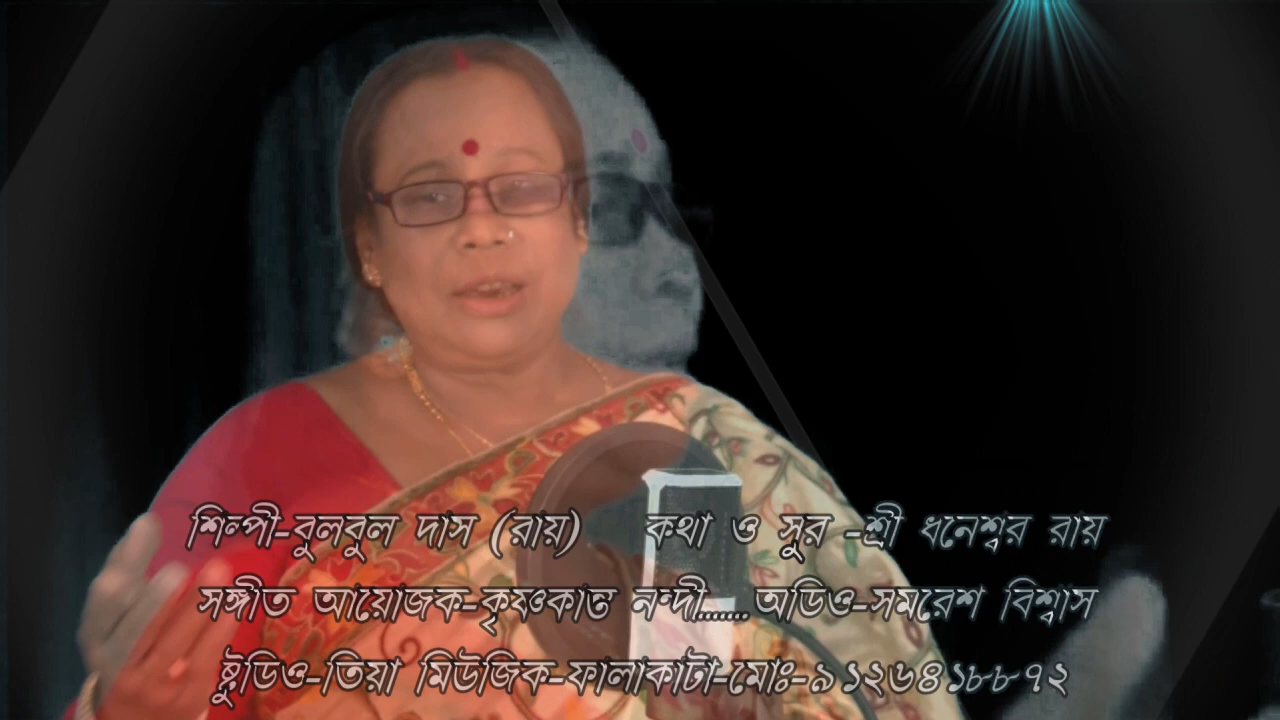 শিল্পী-বুলবুল দাস (রায়) কথা ও সুর -শ্রী ধনেশ্বর রায়
সঙ্গীত আয়োজক-কৃষ্ণকান্ত নন্দী....... অডিও-সমরেশ বিশ্বাস
ষ্টুডিও-তিয়া মিউজিক-ফালাকাটা-মোঃ-৯১২৬৪১৮৮৭২